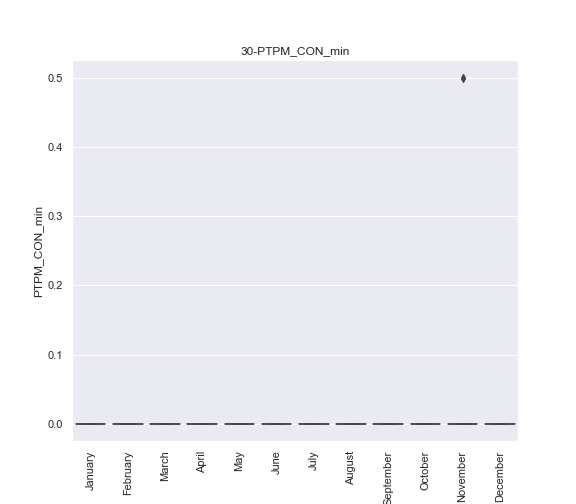 30-PTPM_CON_min
PTPM_CON_min
0.5
0.4
0.3
0.2
0.1
0.0
January
February
March
April
May
June
July
August
September
October
November
December